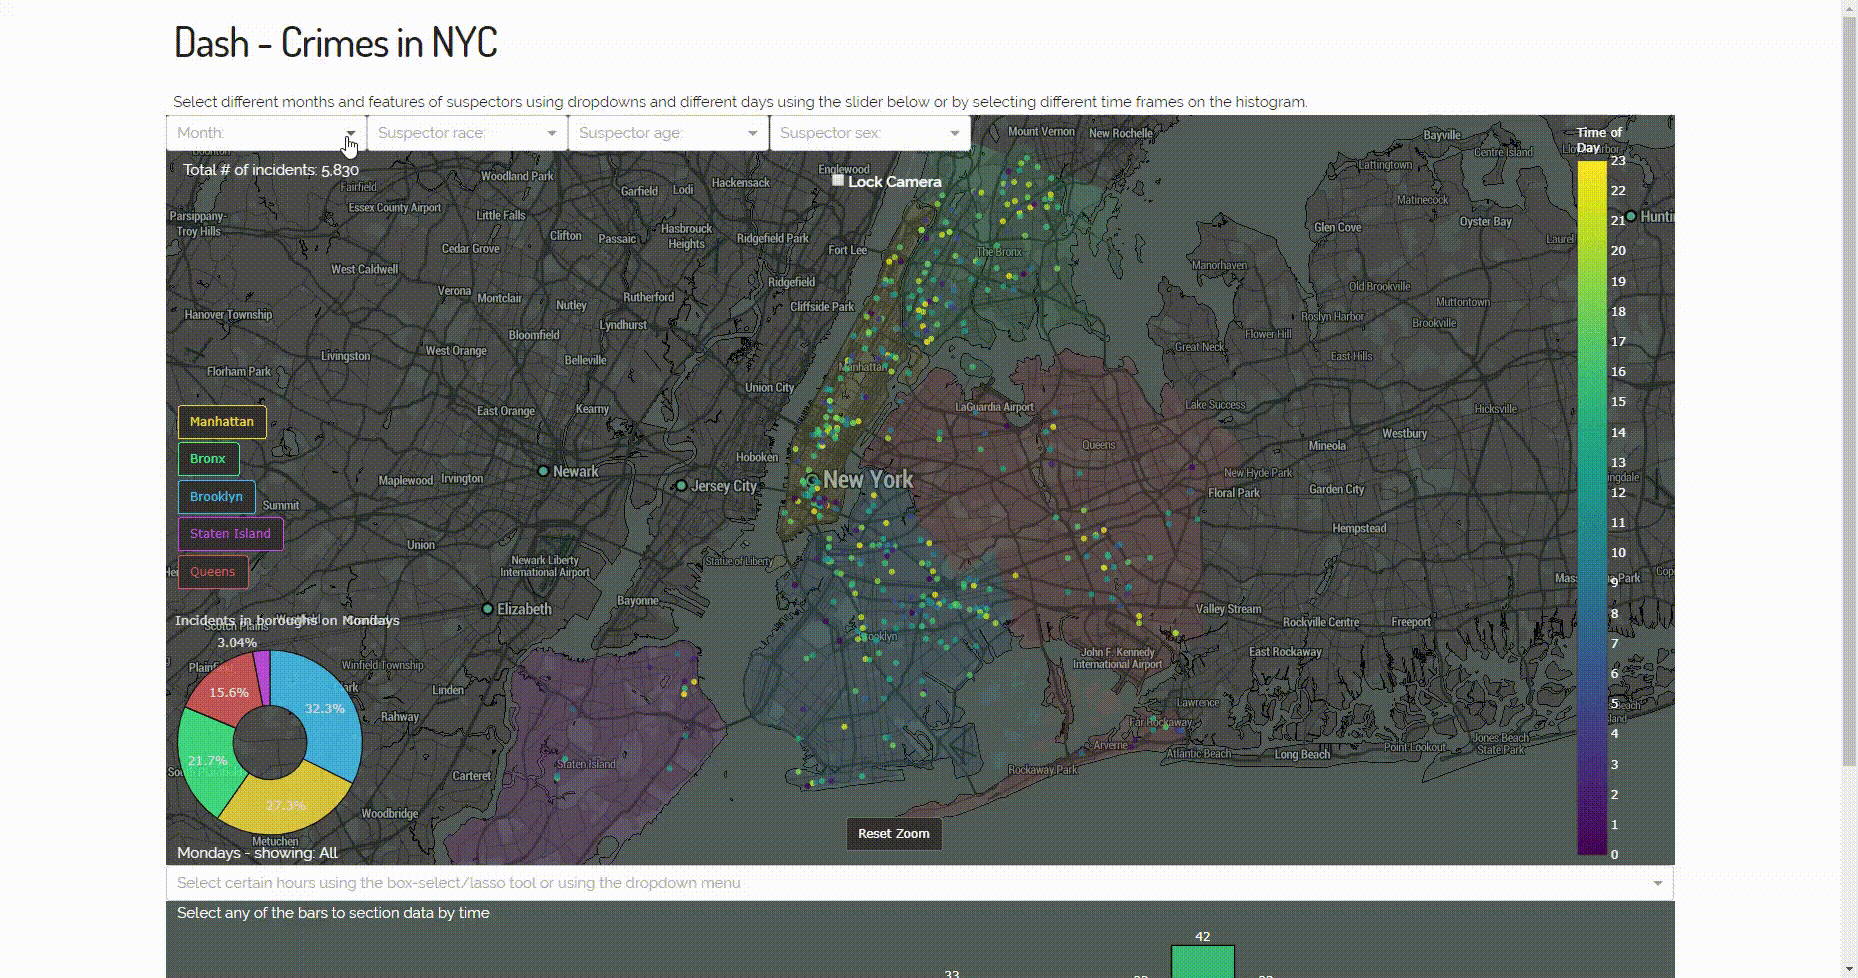 Dash - Crimes in NYC
Select different months and features of suspectors using dropdowns and different days using the slider below or by selecting different time frames on the histogram.
Month:
Suspector race:
Suspector age:
Suspector sex:
Total # of incidents: 5,830
Lock Camera
Time of
Day
23
22
21
20
19
18
17
16
15
14
13
12
11
10
9
8
7
6
5
4
3
2
1
0
Mount Vernon
New Rochelle
Bayville
Centre Island
Lattingtown
Matinecock
Oyster Bay
Glen Cove
Laurel
Manorhaven
Old Brookville
Muttontown
Roslyn Harbor
Brookville
Flower Hill
Great Neck
East Hills
Lake Success
Hicksville
Westbury
Mineola
New Hyde Park
Floral Park
Garden City
Hempstead
Valley Stream
Rockville Centre
Freeport
East Rockaway
Lawrence
Far Rockaway
Arverne
Atlantic Beach
Long Beach
Point Lookout
Jones Beach
State Park
Rockaway Park
John F. Kennedy
International Airport
Englewood
Woodland Park
Garfield
Lodi
Hackensack
Fairfield
Essex County Airport
Little Falls
Parsippany-
Troy Hills
Cedar Grove
Clifton
Passaic
Hasbrouck
Heights
Ridgefield Park
Fort Lee
The Bronx
West Caldwell
Verona
Montclair
Nutley
Rutherford
Ridgefield
Cliffside Park
Hanover Township
Bloomfield
Lyndhurst
Livingston
West Orange
Belleville
Florham Park
Union City
Manhattan
East Orange
Kearny
LaGuardia Airport
Queens
Hoboken
Newark
Jersey City
New York
Maplewood
Irvington
Summit
Union
Newark Liberty
International Airport
Statue of Liberty
Elizabeth
Bayonne
Brooklyn
Scotch Plains
Westfield
Winfield Township
Linden
Rahway
Carteret
Woodbridge
Metuchen
South Plainfield
Staten Island
Manhattan
Bronx
Brooklyn
Staten Island
Queens
Incidents in boroughs on Mondays
3.04%
15.6%
32.3%
21.7%
27.3%
Mondays - showing: All
Reset Zoom
Select certain hours using the box-select/lasso tool or using the dropdown menu
Select any of the bars to section data by time
42
33